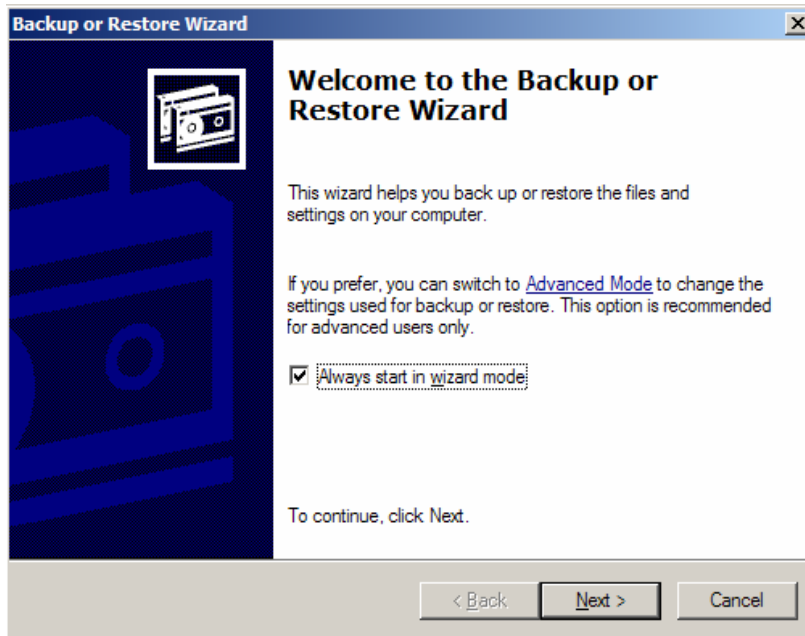 Backup or Restore Wizard
Welcome to the Backup or
Restore Wizard
This wizard helps you back up or restore the files and
settings on your computer.
If you prefer, you can switch to Advanced Mode to change the
settings used for backup or restore. This option is recommended
for advanced users only.
Always start in wizard mode
To continue, click Next.
< Back Next > Cancel